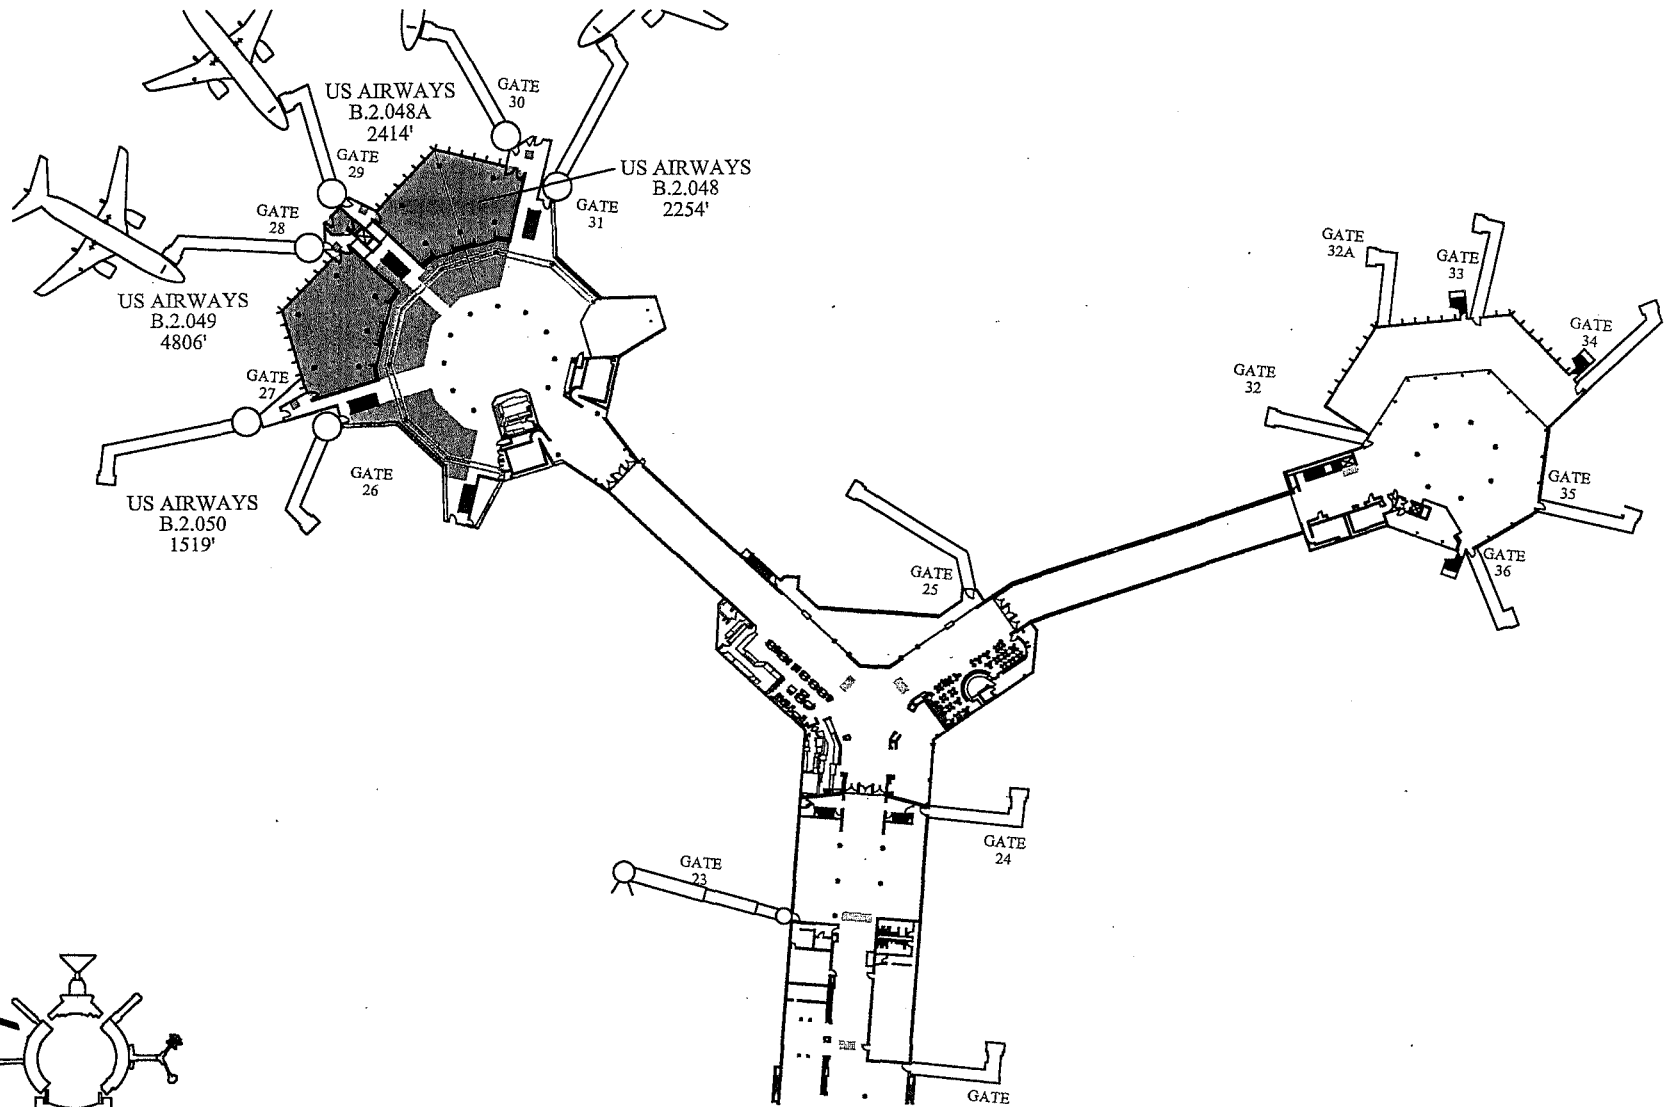 US AIRWAYS
B.2.048A
2414'
GATE
30
GATE
29
US AIRWAYS
B.2.048
2254'
GATE
31
GATE
28
US AIRWAYS
B.2.049
4806'
GATE
27
GATE
26
US AIRWAYS
B.2.050
1519'
GATE
32A
GATE
33
GATE
34
GATE
32
GATE
35
GATE
36
GATE
25
GATE
24
GATE
23
GATE